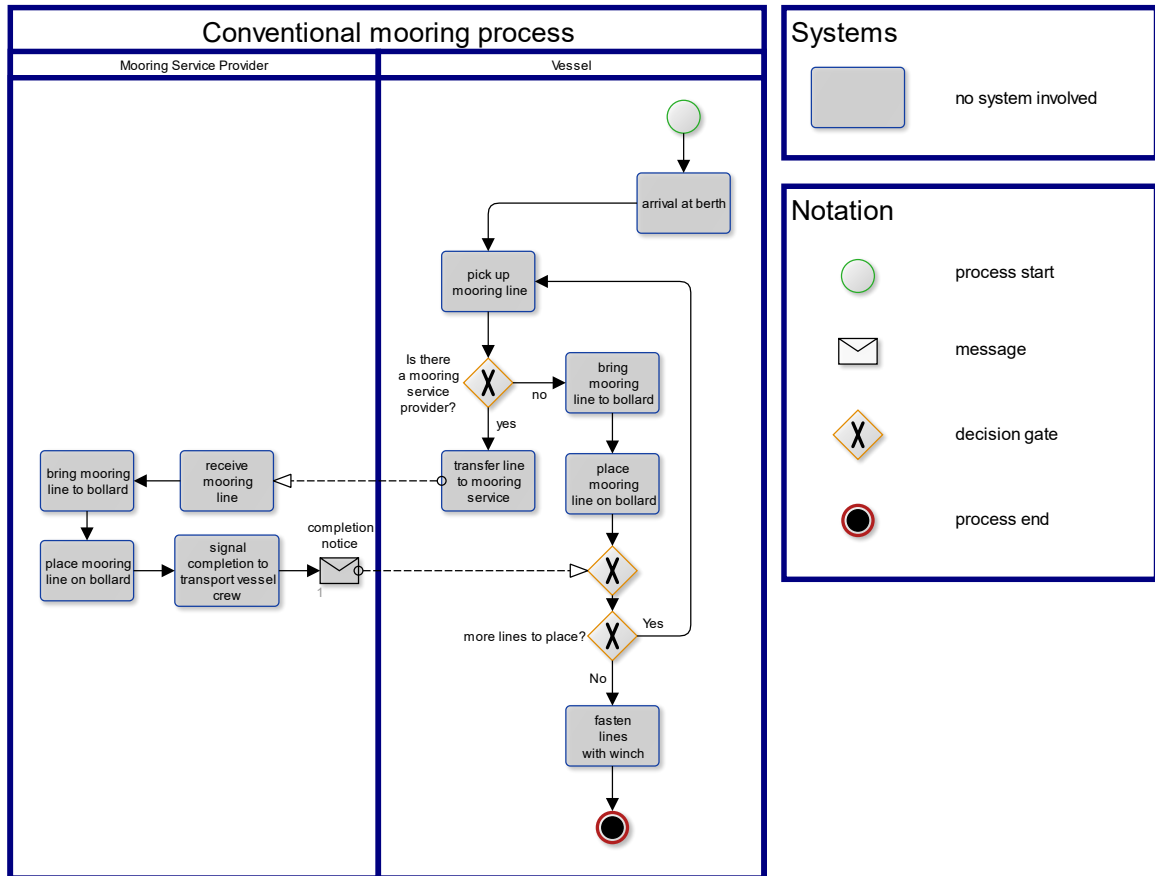 Conventional mooring process
Mooring Service Provider
Vessel
arrival at berth
pick up
mooring line
Is there
a mooring
service
provider?
no
yes
bring
mooring
line to bollard
transfer line
to mooring
service
place
mooring
line on bollard
receive
mooring
line
bring mooring
line to bollard
place mooring
line on bollard
signal
completion to
transport vessel
crew
completion
notice
1
more lines to place?
Yes
No
fasten
lines
with winch
Systems
no system involved
Notation
process start
message
decision gate
process end